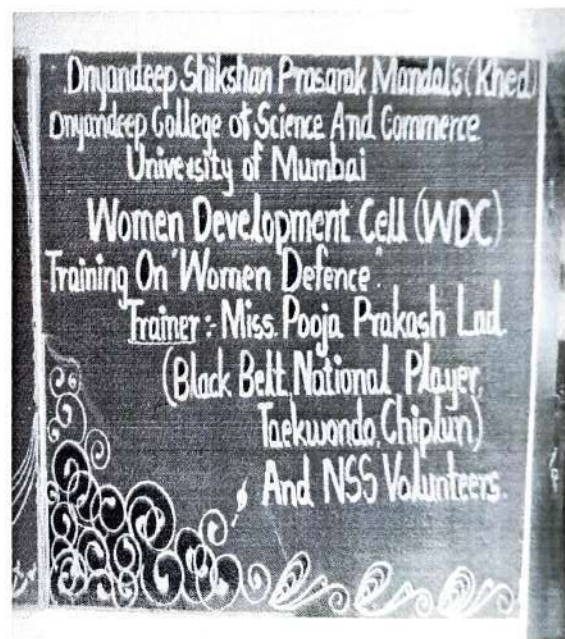 Dnyandeep Shikshan Prasarak Mandal's (Khed)
Dnyandeep College of Science And Commerce
University of Mumbai
Women Development Cell (WDC)
Training On "Women Defence".
Trainer :- Miss. Pooja Prakash Lad.
(Black Belt, National Player,
Taekwondo, Chiplun)
And NSS Volunteers.